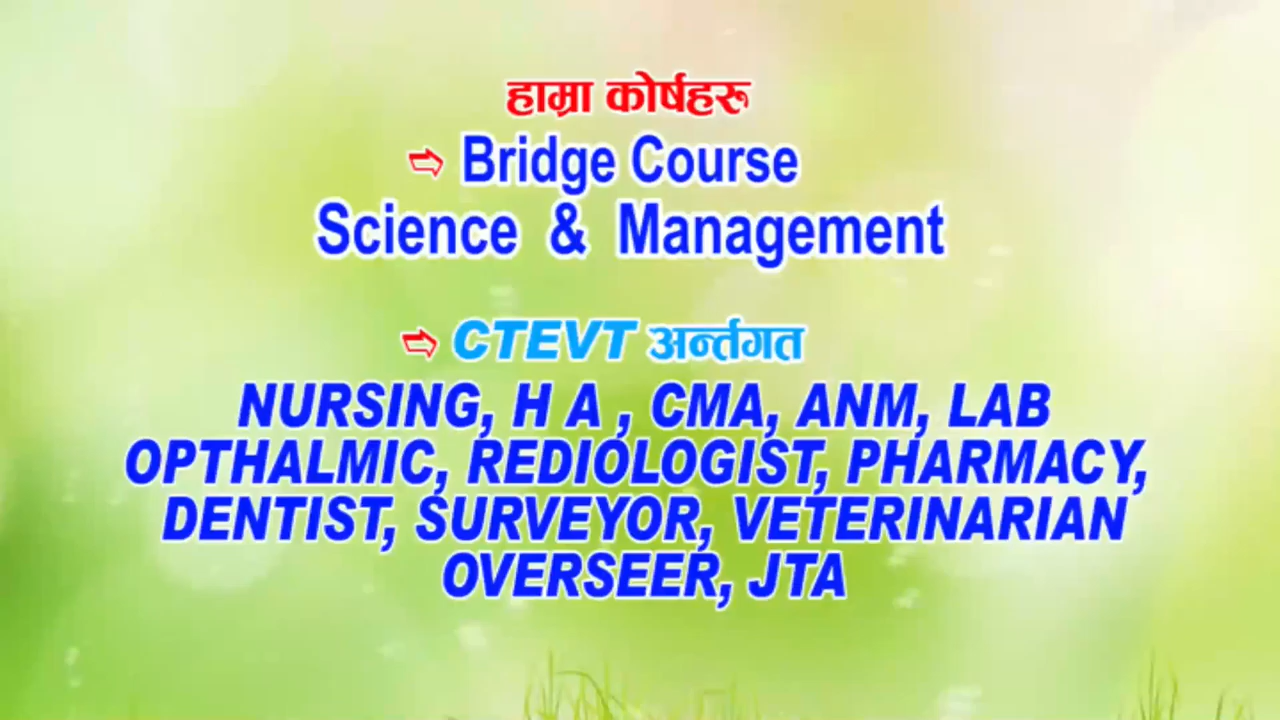 हाम्रा कोर्षहरू
➩ Bridge Course
Science & Management
➩ CTEVT अर्न्तगत
NURSING, H A , CMA, ANM, LAB
OPTHALMIC, REDIOLOGIST, PHARMACY,
DENTIST, SURVEYOR, VETERINARIAN
OVERSEER, JTA